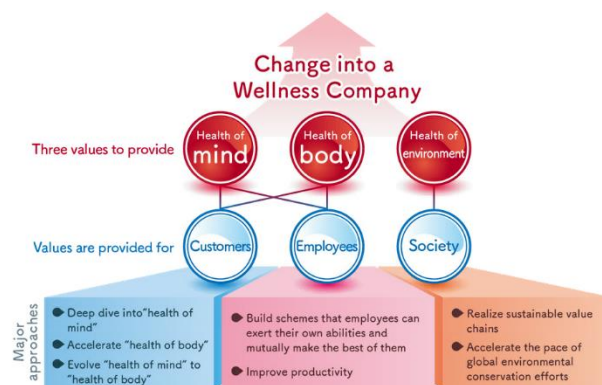 Change into a
Wellness Company
Three values to provide
Health of
mind
Health of
body
Health of
environment
Values are provided for
Customers
Employees
Society
Major
approaches
Deep dive into"health of
mind"
Accelerate "health of body"
Evolve "health of mind" to
"health of body"
Build schemes that employees can
exert their own abilities and
mutually make the best of them
Improve productivity
Realize sustainable value
chains
Accelerate the pace of
global environmental
conservation efforts